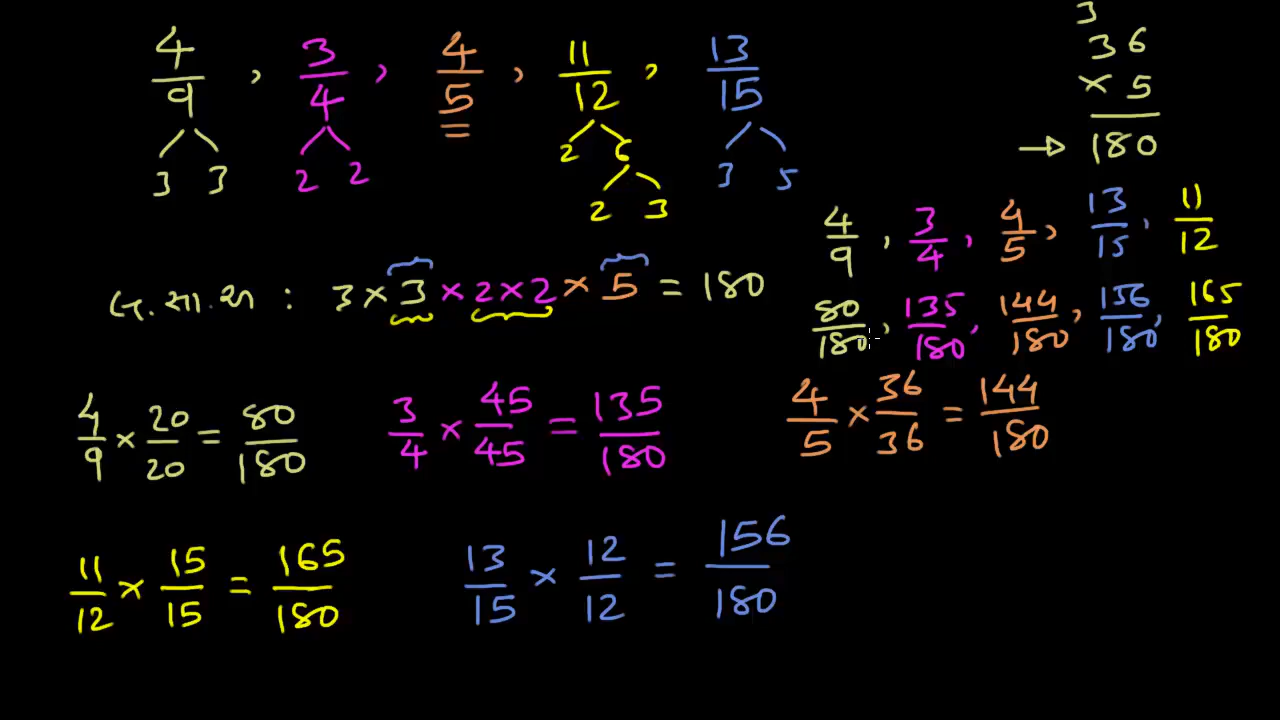 4/9 , 3/4 , 4/5 , 11/12 , 13/15
3 3 2 2 2 6 3 5
2 3
3
36
× 5
→ 180
4/9 , 3/4 , 4/5 , 13/15 , 11/12
80/180 , 135/180 , 144/180 , 156/180 , 165/180
લ.સા.અ : 3 × 3 × 2 × 2 × 5 = 180
4/9 × 20/20 = 80/180
3/4 × 45/45 = 135/180
4/5 × 36/36 = 144/180
11/12 × 15/15 = 165/180
13/15 × 12/12 = 156/180